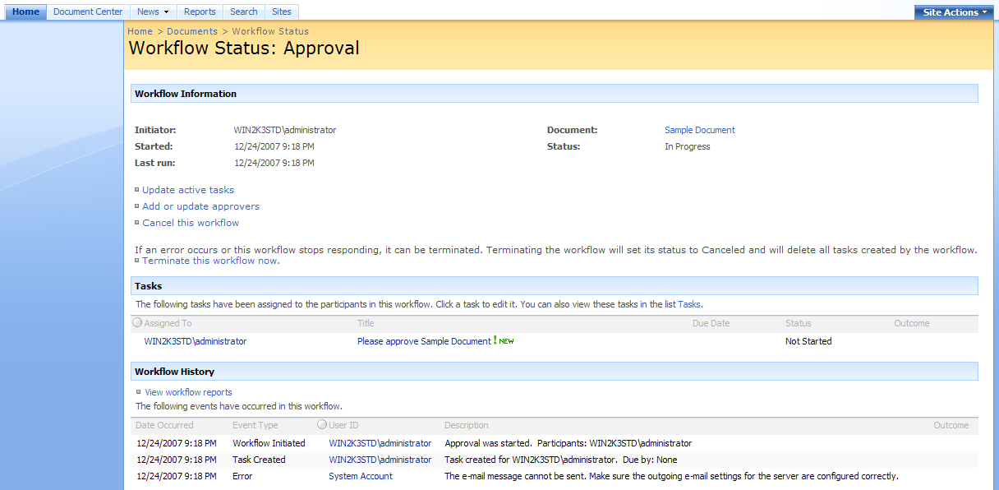 Home Document Center News Reports Search Sites Site Actions
Home > Documents > Workflow Status
Workflow Status: Approval
Workflow Information
Initiator: WIN2K3STD\administrator Document: Sample Document
Started: 12/24/2007 9:18 PM Status: In Progress
Last run: 12/24/2007 9:18 PM
Update active tasks
Add or update approvers
Cancel this workflow
If an error occurs or this workflow stops responding, it can be terminated. Terminating the workflow will set its status to Canceled and will delete all tasks created by the workflow.
Terminate this workflow now.
Tasks
The following tasks have been assigned to the participants in this workflow. Click a task to edit it. You can also view these tasks in the list Tasks.
Assigned To Title Due Date Status Outcome
WIN2K3STD\administrator Please approve Sample Document ! NEW Not Started
Workflow History
View workflow reports
The following events have occurred in this workflow.
Date Occurred Event Type User ID Description Outcome
12/24/2007 9:18 PM Workflow Initiated WIN2K3STD\administrator Approval was started. Participants: WIN2K3STD\administrator
12/24/2007 9:18 PM Task Created WIN2K3STD\administrator Task created for WIN2K3STD\administrator. Due by: None
12/24/2007 9:18 PM Error System Account The e-mail message cannot be sent. Make sure the outgoing e-mail settings for the server are configured correctly.